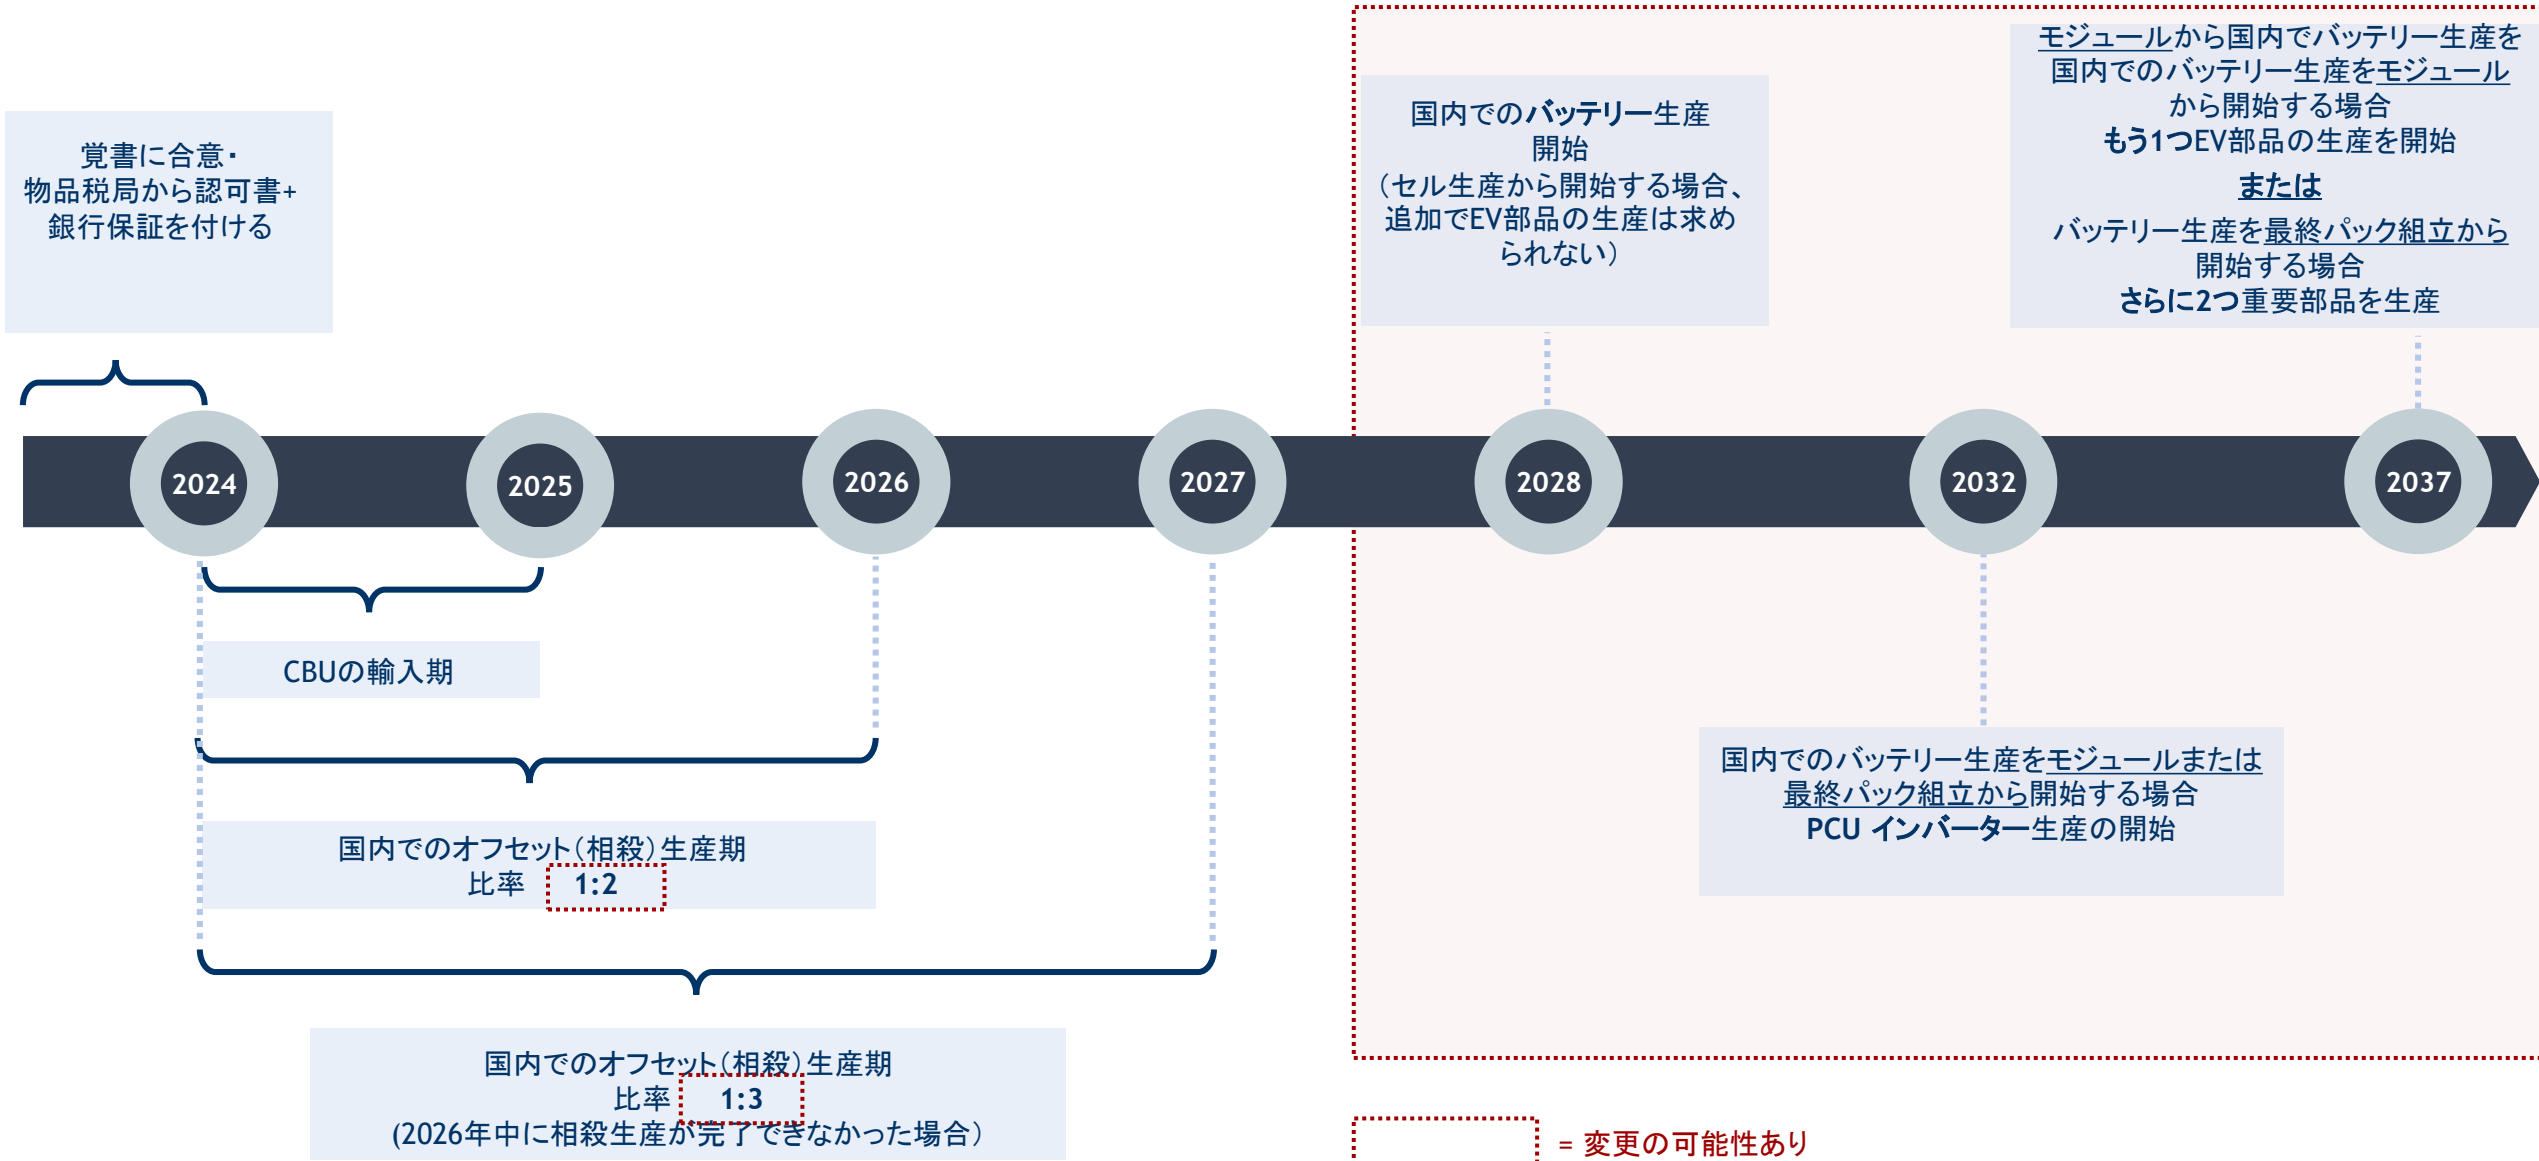 モジュールから国内でバッテリー生産を
国内でのバッテリー生産をモジュール
から開始する場合
もう1つEV部品の生産を開始
または
バッテリー生産を最終パック組立から
開始する場合
さらに2つ重要部品を生産
国内でのバッテリー生産
開始
（セル生産から開始する場合、
追加でEV部品の生産は求め
られない）
覚書に合意・
物品税局から認可書+
銀行保証を付ける
2024
2025
2026
2027
2028
2032
2037
CBUの輸入期
国内でのオフセット（相殺）生産期
比率 1:2
国内でのバッテリー生産をモジュールまたは
最終パック組立から開始する場合
PCU インバーター生産の開始
国内でのオフセット（相殺）生産期
比率 1:3
(2026年中に相殺生産が完了できなかった場合）
= 変更の可能性あり